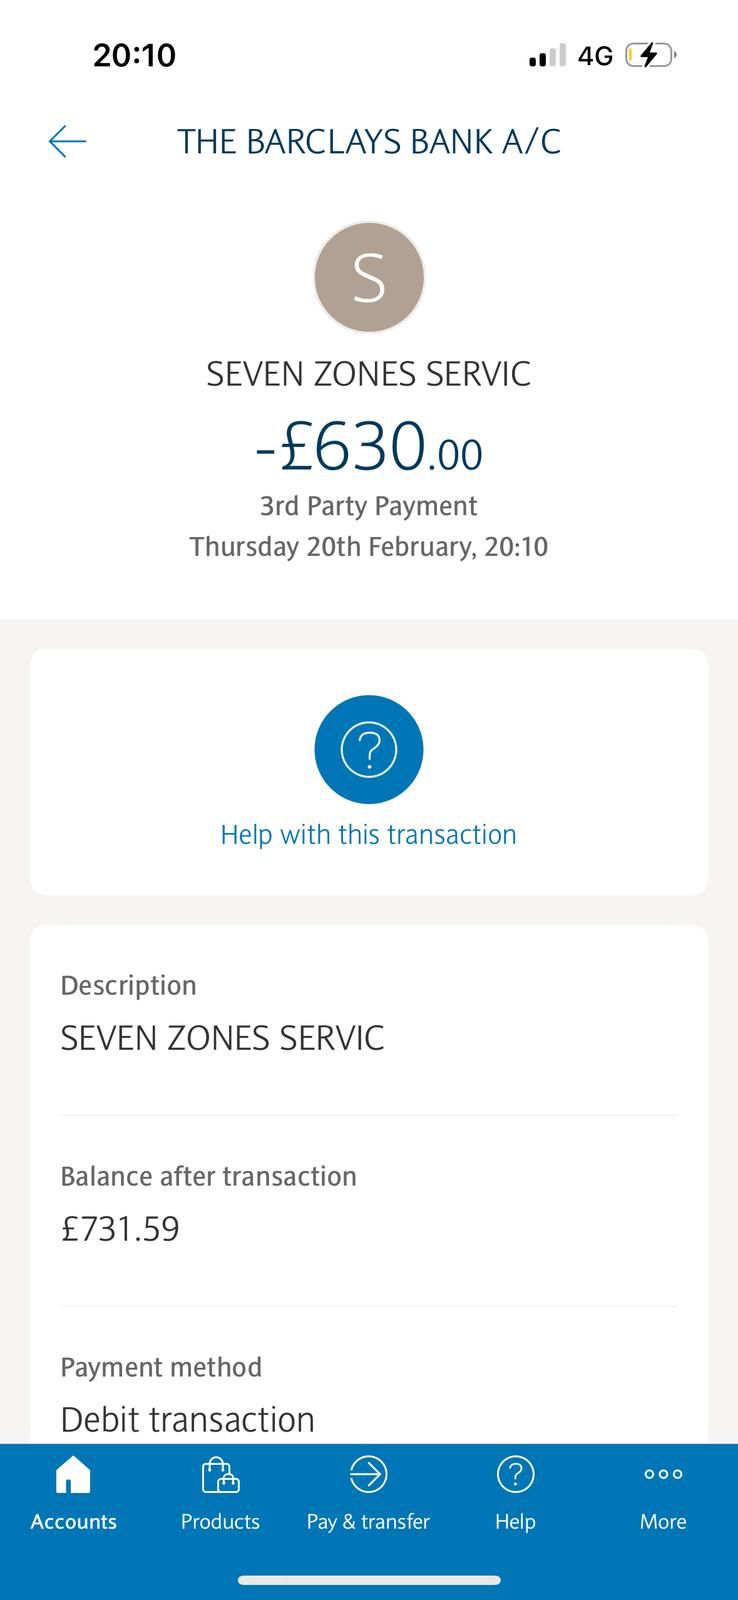 20:10
4G
THE BARCLAYS BANK A/C
S
SEVEN ZONES SERVIC
-£630.00
3rd Party Payment
Thursday 20th February, 20:10
?
Help with this transaction
Description
SEVEN ZONES SERVIC
Balance after transaction
£731.59
Payment method
Debit transaction
Accounts
Products
Pay & transfer
Help
More